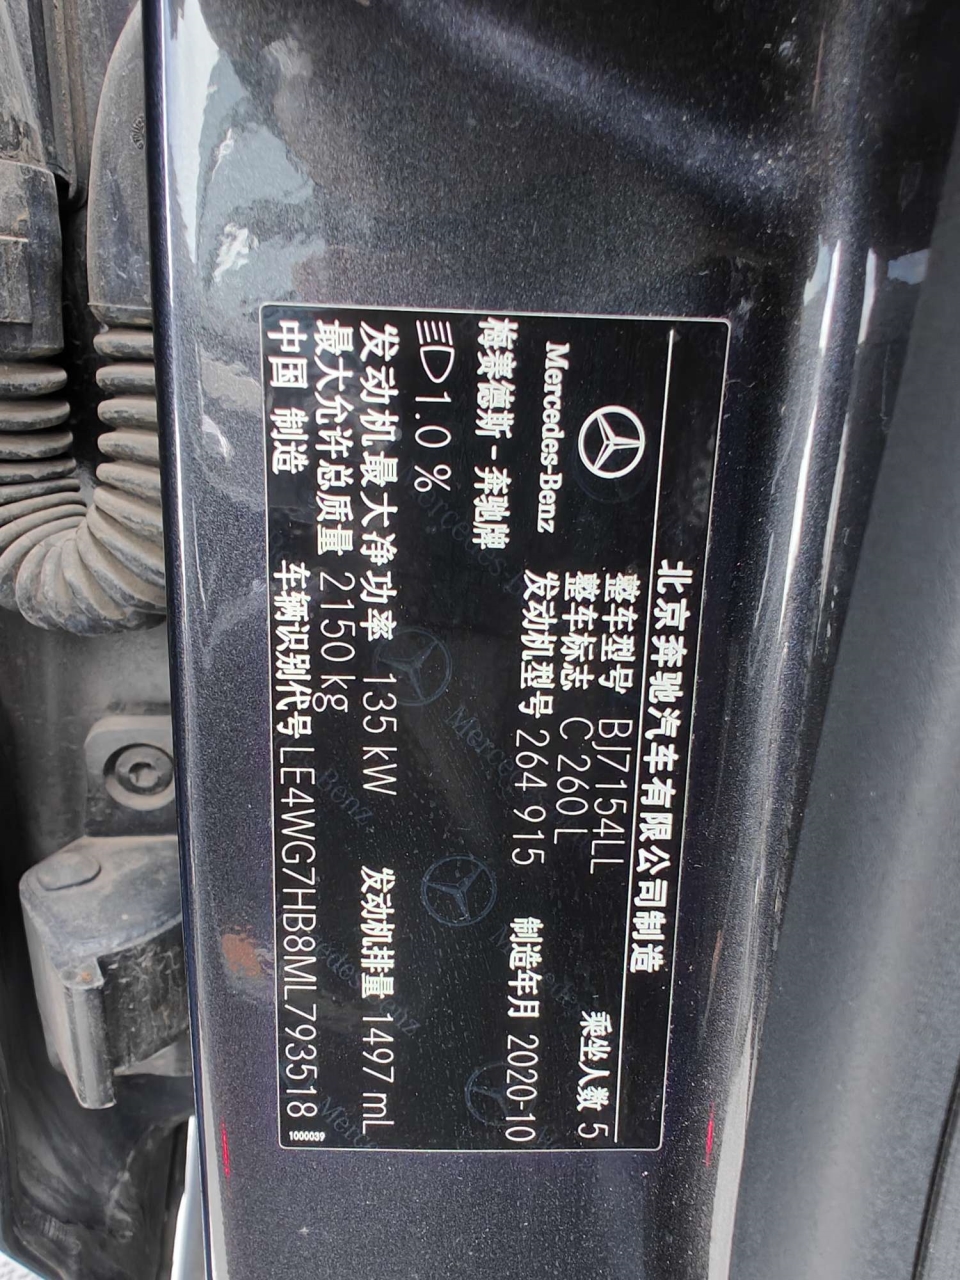 北京奔驰汽车有限公司制造
Mercedes-Benz
梅赛德斯-奔驰牌
整车型号 BJ7154LL
整车标志 C 260 L
发动机型号 264 915
乘坐人数 5
制造年月 2020-10
1.0 %
发动机最大净功率 135 kW
发动机排量 1497 mL
最大允许总质量 2150 kg
中国 制造
车辆识别代号 LE4WG7HB8ML793518
1000039